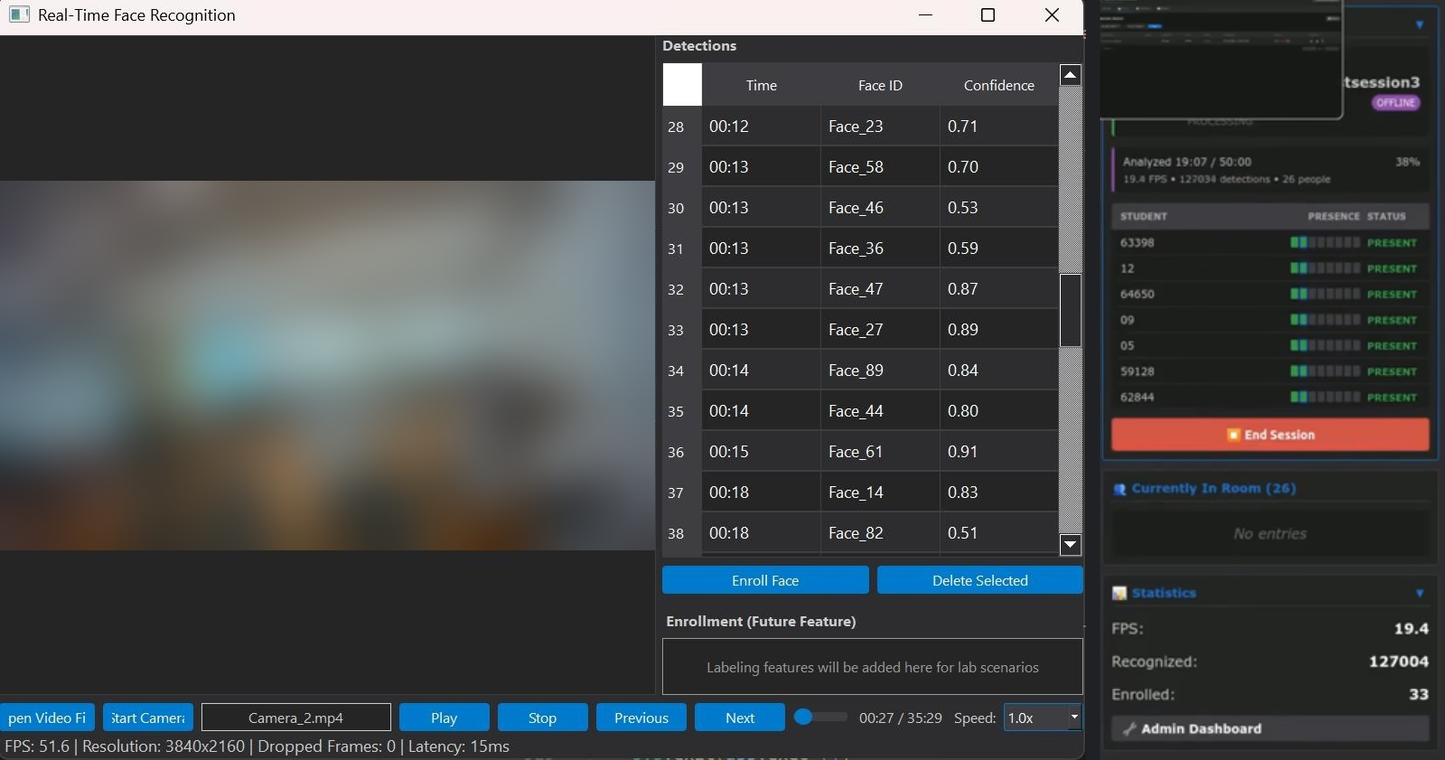 Real-Time Face Recognition
Detections
Time Face ID Confidence
28 00:12 Face_23 0.71
29 00:13 Face_58 0.70
30 00:13 Face_46 0.53
31 00:13 Face_36 0.59
32 00:13 Face_47 0.87
33 00:13 Face_27 0.89
34 00:14 Face_89 0.84
35 00:14 Face_44 0.80
36 00:15 Face_61 0.91
37 00:18 Face_14 0.83
38 00:18 Face_82 0.51
Enroll Face Delete Selected
Enrollment (Future Feature)
Labeling features will be added here for lab scenarios
pen Video Fi Start Camera Camera_2.mp4 Play Stop Previous Next 00:27 / 35:29 Speed: 1.0x
FPS: 51.6 | Resolution: 3840x2160 | Dropped Frames: 0 | Latency: 15ms
tsession3
OFFLINE
PROCESSING
Analyzed 19:07 / 50:00 38%
19.4 FPS • 127034 detections • 26 people
STUDENT PRESENCE STATUS
63398 PRESENT
12 PRESENT
64650 PRESENT
09 PRESENT
05 PRESENT
59128 PRESENT
62844 PRESENT
End Session
Currently In Room (26)
No entries
Statistics
FPS: 19.4
Recognized: 127004
Enrolled: 33
Admin Dashboard